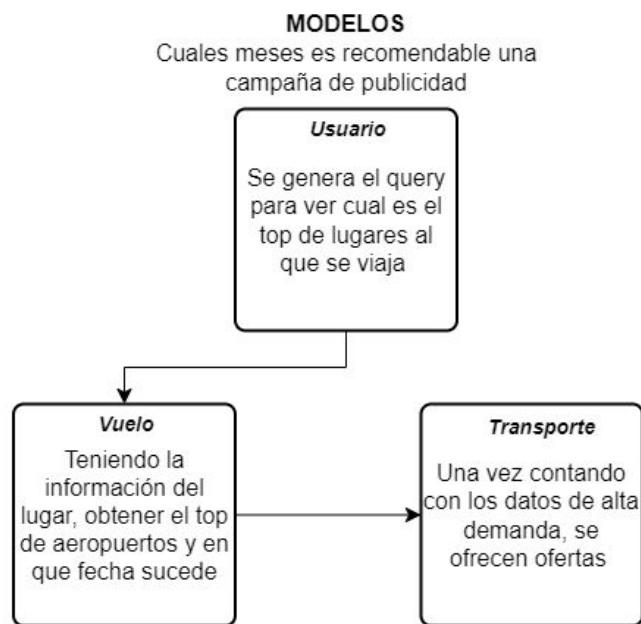 MODELOS
Cuales meses es recomendable una
campaña de publicidad
Usuario
Se genera el query
para ver cual es el
top de lugares al
que se viaja
Vuelo
Teniendo la
información del
lugar, obtener el top
de aeropuertos y en
que fecha sucede
Transporte
Una vez contando
con los datos de alta
demanda, se
ofrecen ofertas